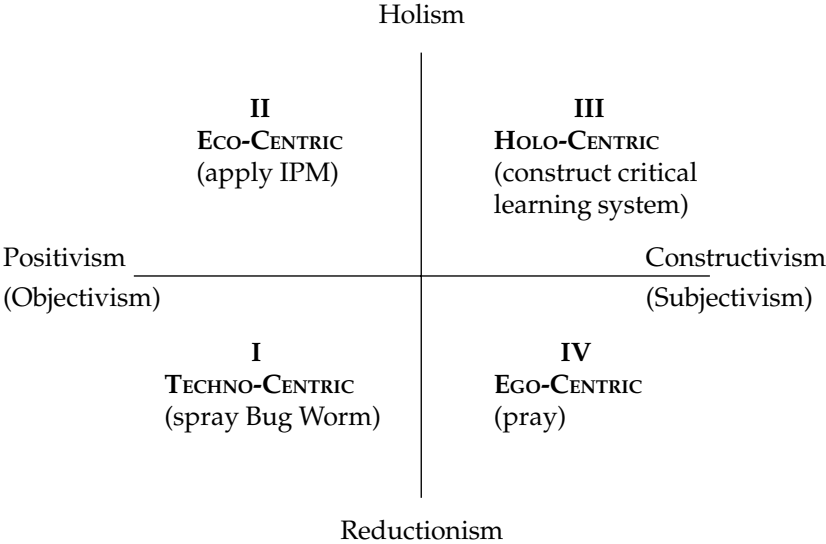 Holism
II
Eco-Centric
(apply IPM)
III
Holo-Centric
(construct critical
learning system)
Positivism
(Objectivism)
Constructivism
(Subjectivism)
I
Techno-Centric
(spray Bug Worm)
IV
Ego-Centric
(pray)
Reductionism